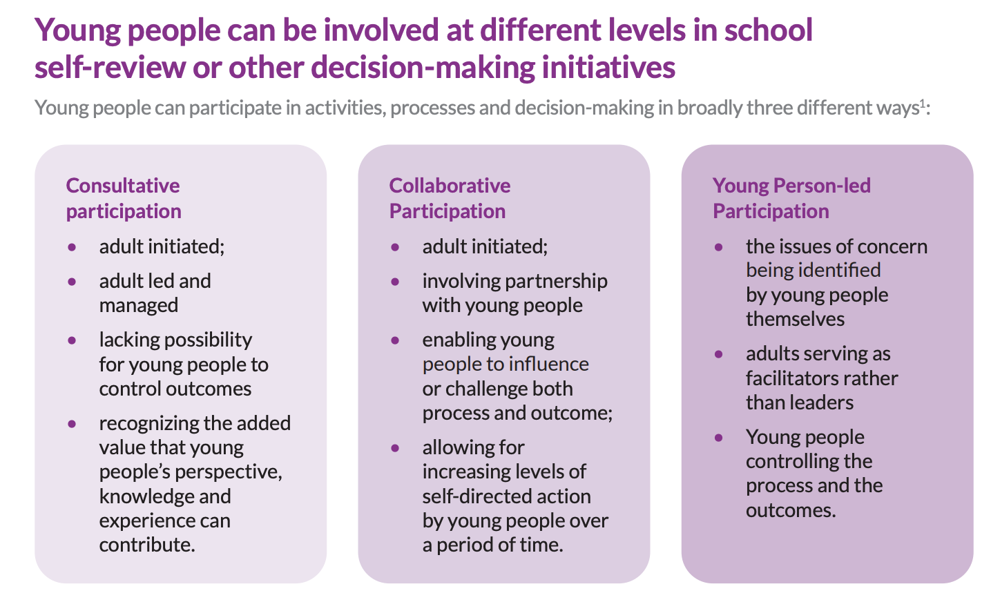 Young people can be involved at different levels in school
self-review or other decision-making initiatives
Young people can participate in activities, processes and decision-making in broadly three different ways¹:
Consultative
participation
• adult initiated;
• adult led and
managed
• lacking possibility
for young people to
control outcomes
• recognizing the added
value that young
people’s perspective,
knowledge and
experience can
contribute.
Collaborative
Participation
• adult initiated;
• involving partnership
with young people
• enabling young
people to influence
or challenge both
process and outcome;
• allowing for
increasing levels of
self-directed action
by young people over
a period of time.
Young Person-led
Participation
• the issues of concern
being identified
by young people
themselves
• adults serving as
facilitators rather
than leaders
• Young people
controlling the
process and the
outcomes.